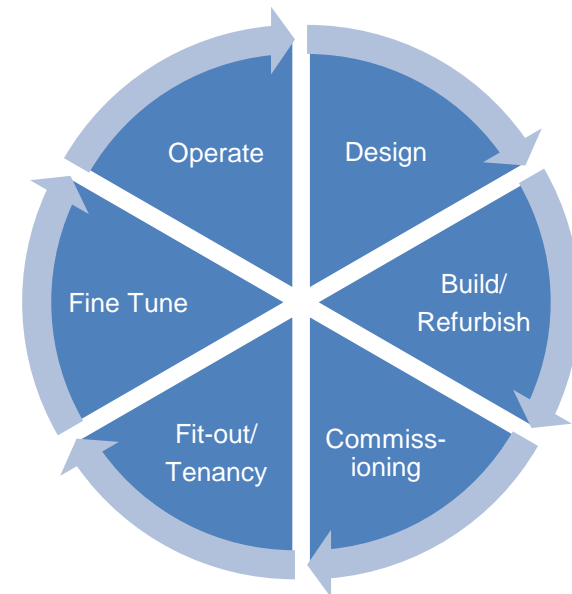 Operate
Design
Build/
Refurbish
Commiss-
ioning
Fit-out/
Tenancy
Fine Tune